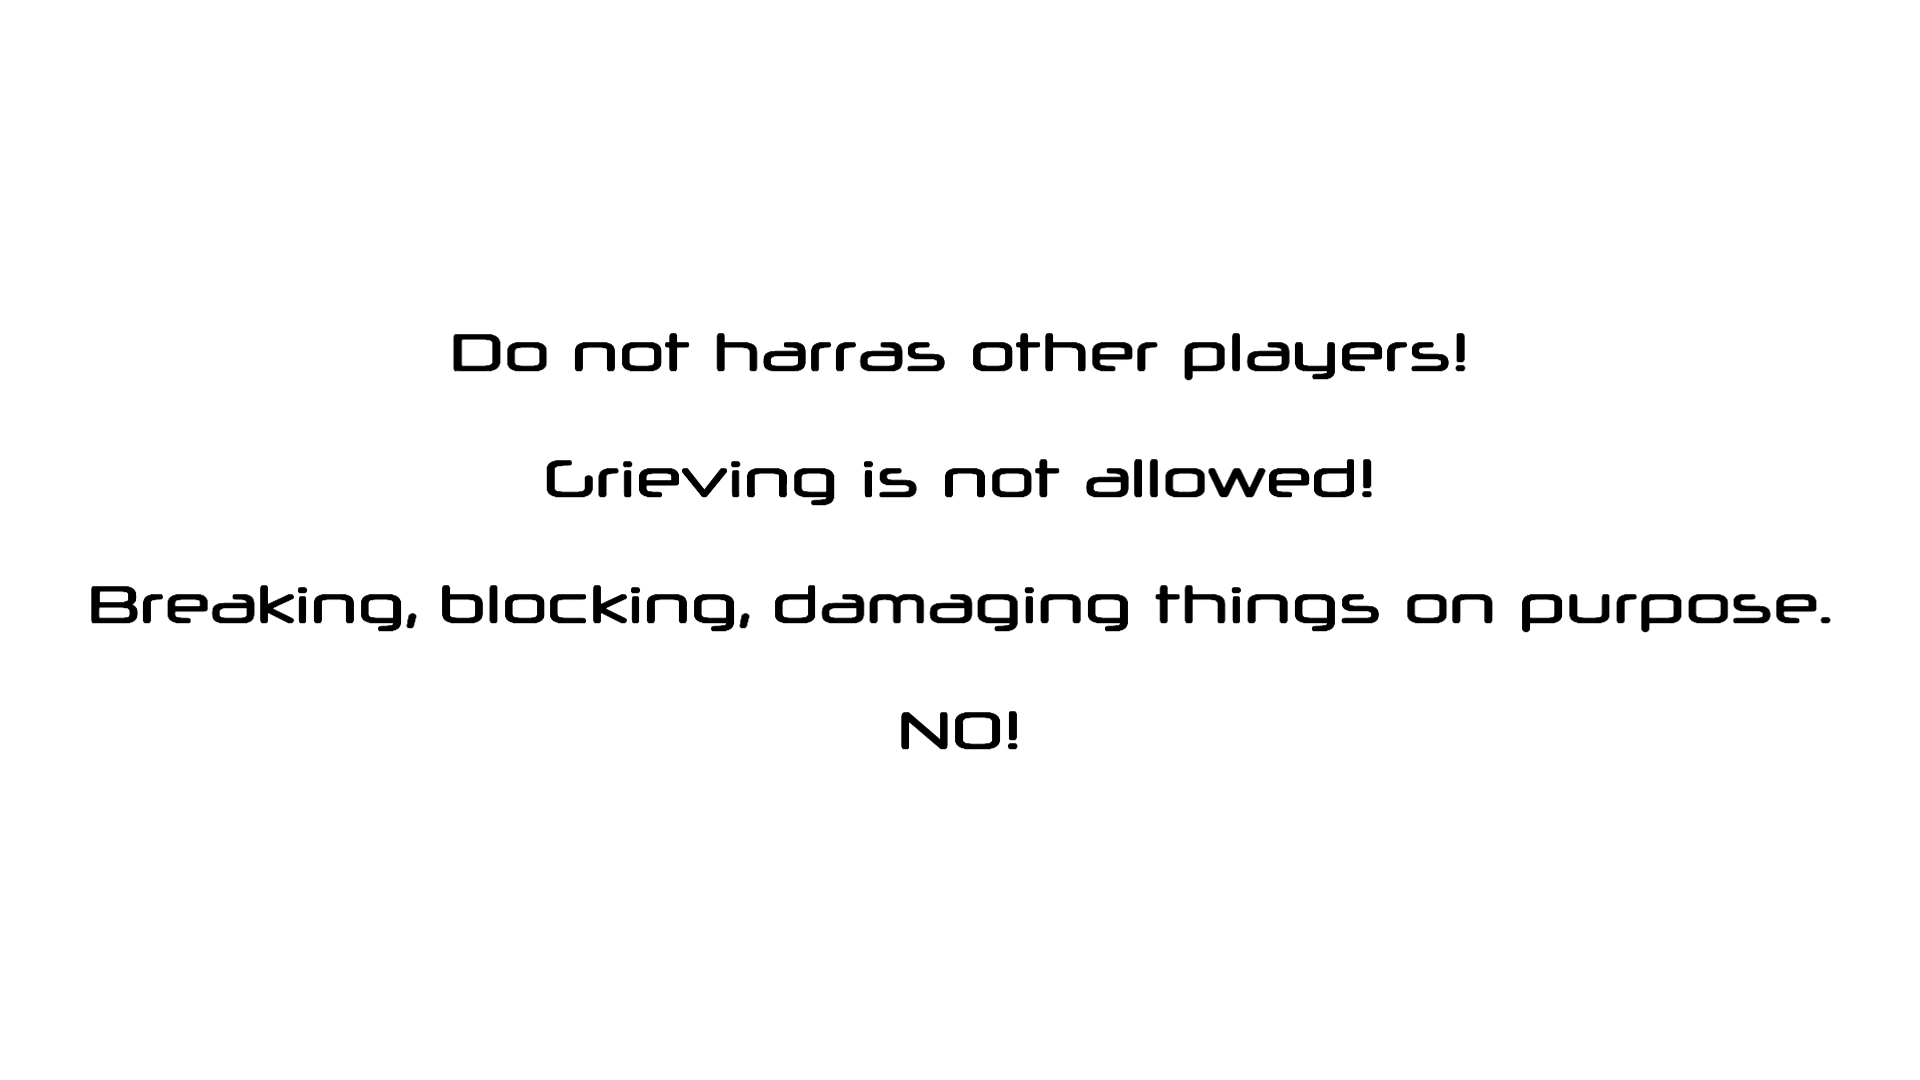 Do not harras other players!
Grieving is not allowed!
Breaking, blocking, damaging things on purpose.
NO!